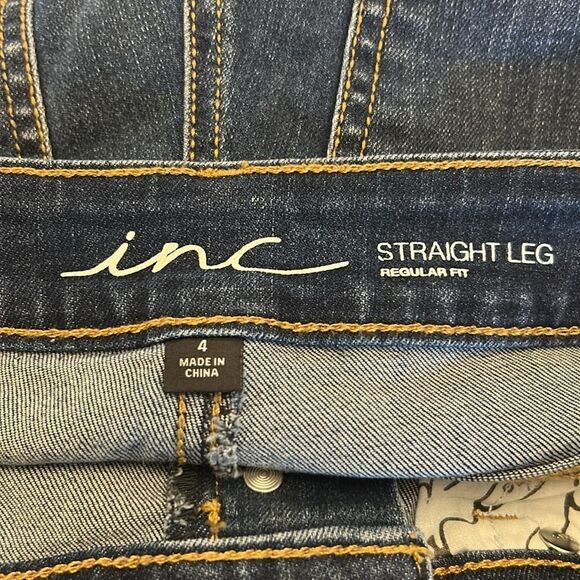 inc
STRAIGHT LEG
REGULAR FIT
4
MADE IN
CHINA